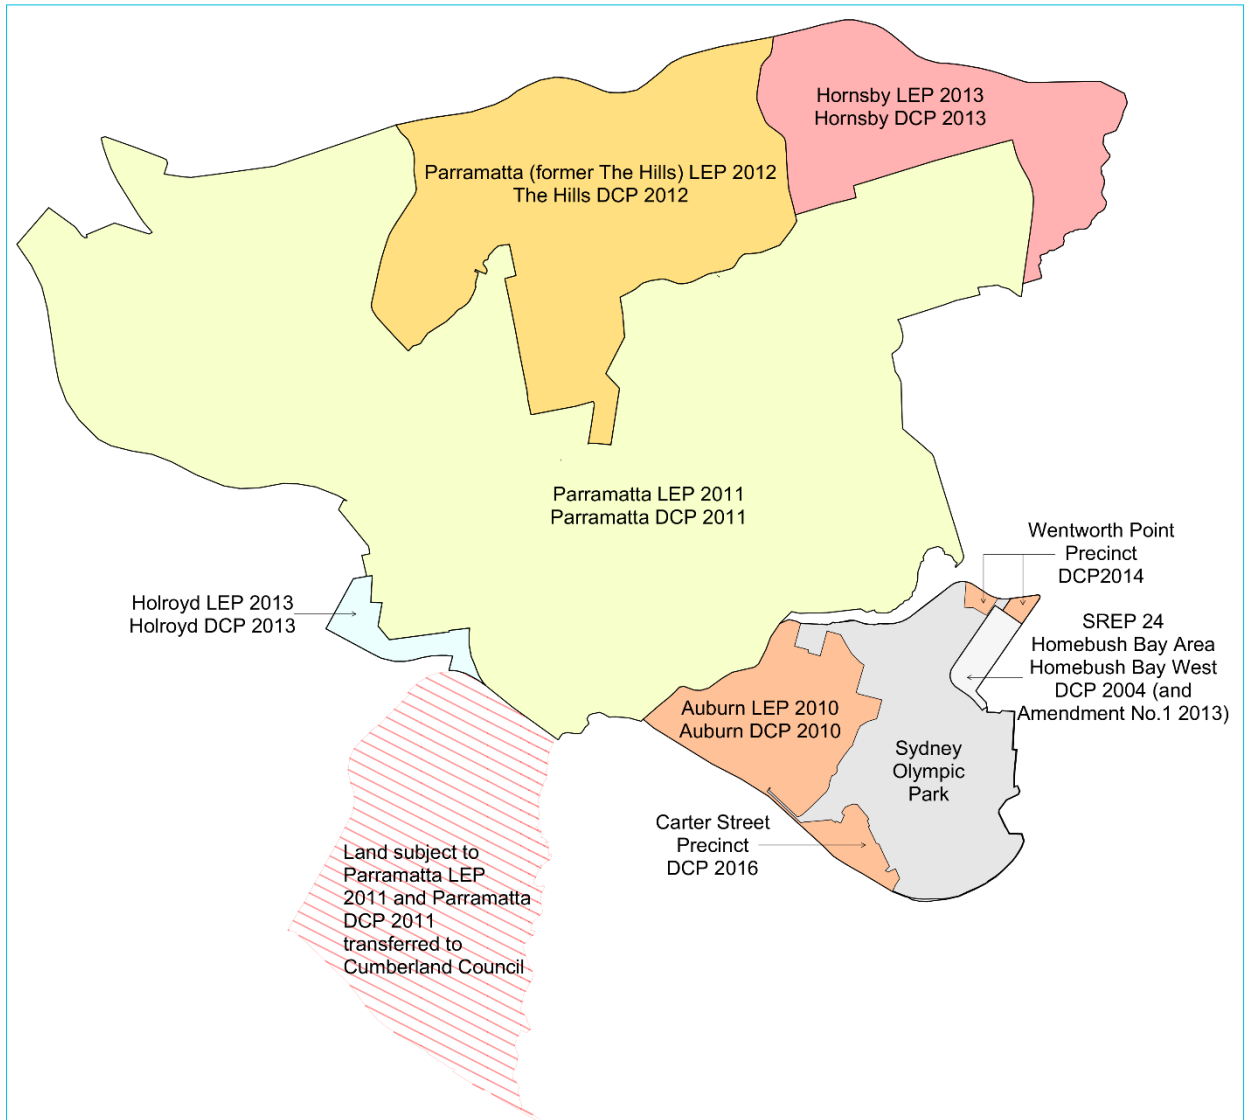 Hornsby LEP 2013
Hornsby DCP 2013
Parramatta (former The Hills) LEP 2012
The Hills DCP 2012
Parramatta LEP 2011
Parramatta DCP 2011
Wentworth Point
Precinct
DCP2014
Holroyd LEP 2013
Holroyd DCP 2013
SREP 24
Homebush Bay Area
Homebush Bay West
DCP 2004 (and
Amendment No.1 2013)
Auburn LEP 2010
Auburn DCP 2010
Sydney
Olympic
Park
Carter Street
Precinct
DCP 2016
Land subject to
Parramatta LEP
2011 and Parramatta
DCP 2011
transferred to
Cumberland Council